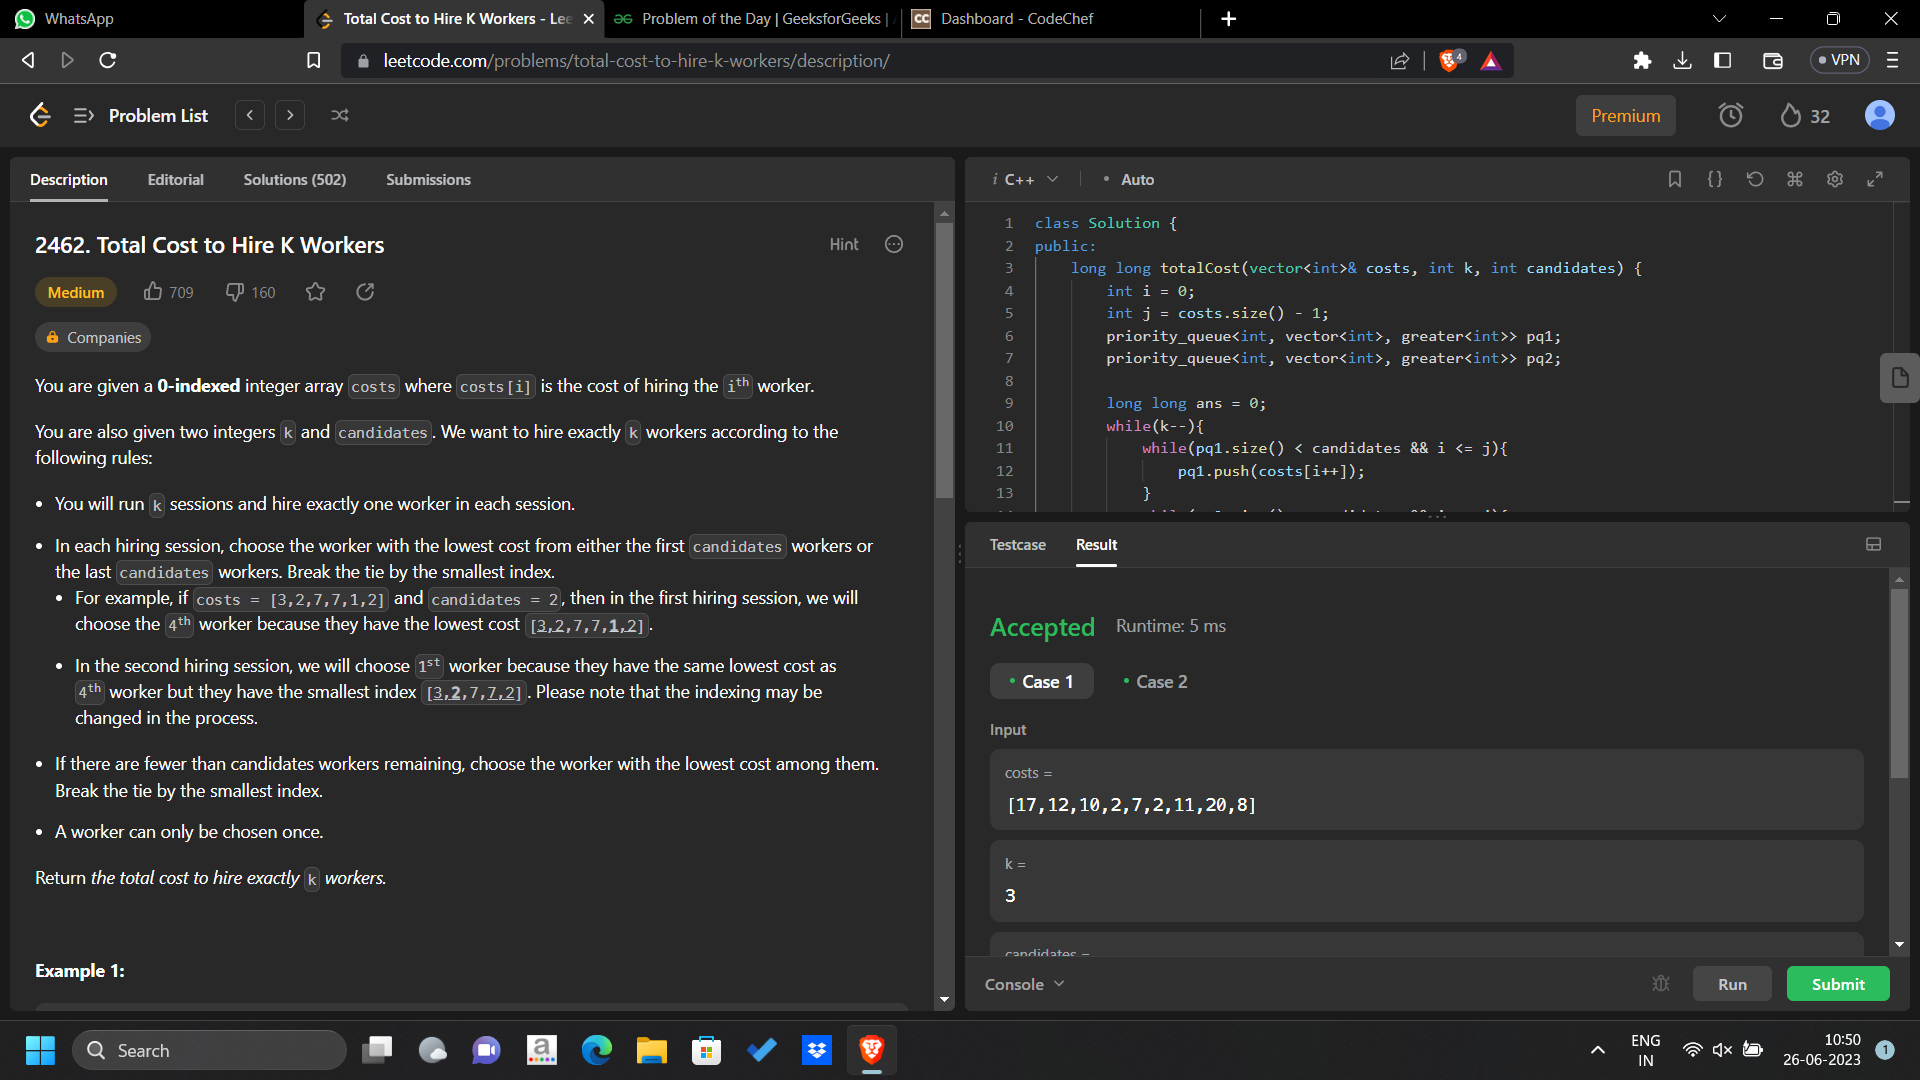 WhatsApp
Total Cost to Hire K Workers - Lee
Problem of the Day | GeeksforGeeks |
CC Dashboard - CodeChef
leetcode.com/problems/total-cost-to-hire-k-workers/description/
4
VPN
Problem List
Premium
32
Description Editorial Solutions (502) Submissions
2462. Total Cost to Hire K Workers
Hint
Medium 709 160
Companies
You are given a 0-indexed integer array costs where costs[i] is the cost of hiring the ith worker.
You are also given two integers k and candidates. We want to hire exactly k workers according to the
following rules:
• You will run k sessions and hire exactly one worker in each session.
• In each hiring session, choose the worker with the lowest cost from either the first candidates workers or
the last candidates workers. Break the tie by the smallest index.
• For example, if costs = [3,2,7,7,1,2] and candidates = 2, then in the first hiring session, we will
choose the 4th worker because they have the lowest cost [3,2,7,7,1,2].
• In the second hiring session, we will choose 1st worker because they have the same lowest cost as
4th worker but they have the smallest index [3,2,7,7,2]. Please note that the indexing may be
changed in the process.
• If there are fewer than candidates workers remaining, choose the worker with the lowest cost among them.
Break the tie by the smallest index.
• A worker can only be chosen once.
Return the total cost to hire exactly k workers.
Example 1:
i C++ • Auto
1 class Solution {
2 public:
3 long long totalCost(vector<int>& costs, int k, int candidates) {
4 int i = 0;
5 int j = costs.size() - 1;
6 priority_queue<int, vector<int>, greater<int>> pq1;
7 priority_queue<int, vector<int>, greater<int>> pq2;
8
9 long long ans = 0;
10 while(k--){
11 while(pq1.size() < candidates && i <= j){
12 pq1.push(costs[i++]);
13 }
Testcase Result
Accepted Runtime: 5 ms
• Case 1 • Case 2
Input
costs =
[17,12,10,2,7,2,11,20,8]
k =
3
candidates =
Console
Run Submit
Search
a
ENG
IN
10:50
26-06-2023
1